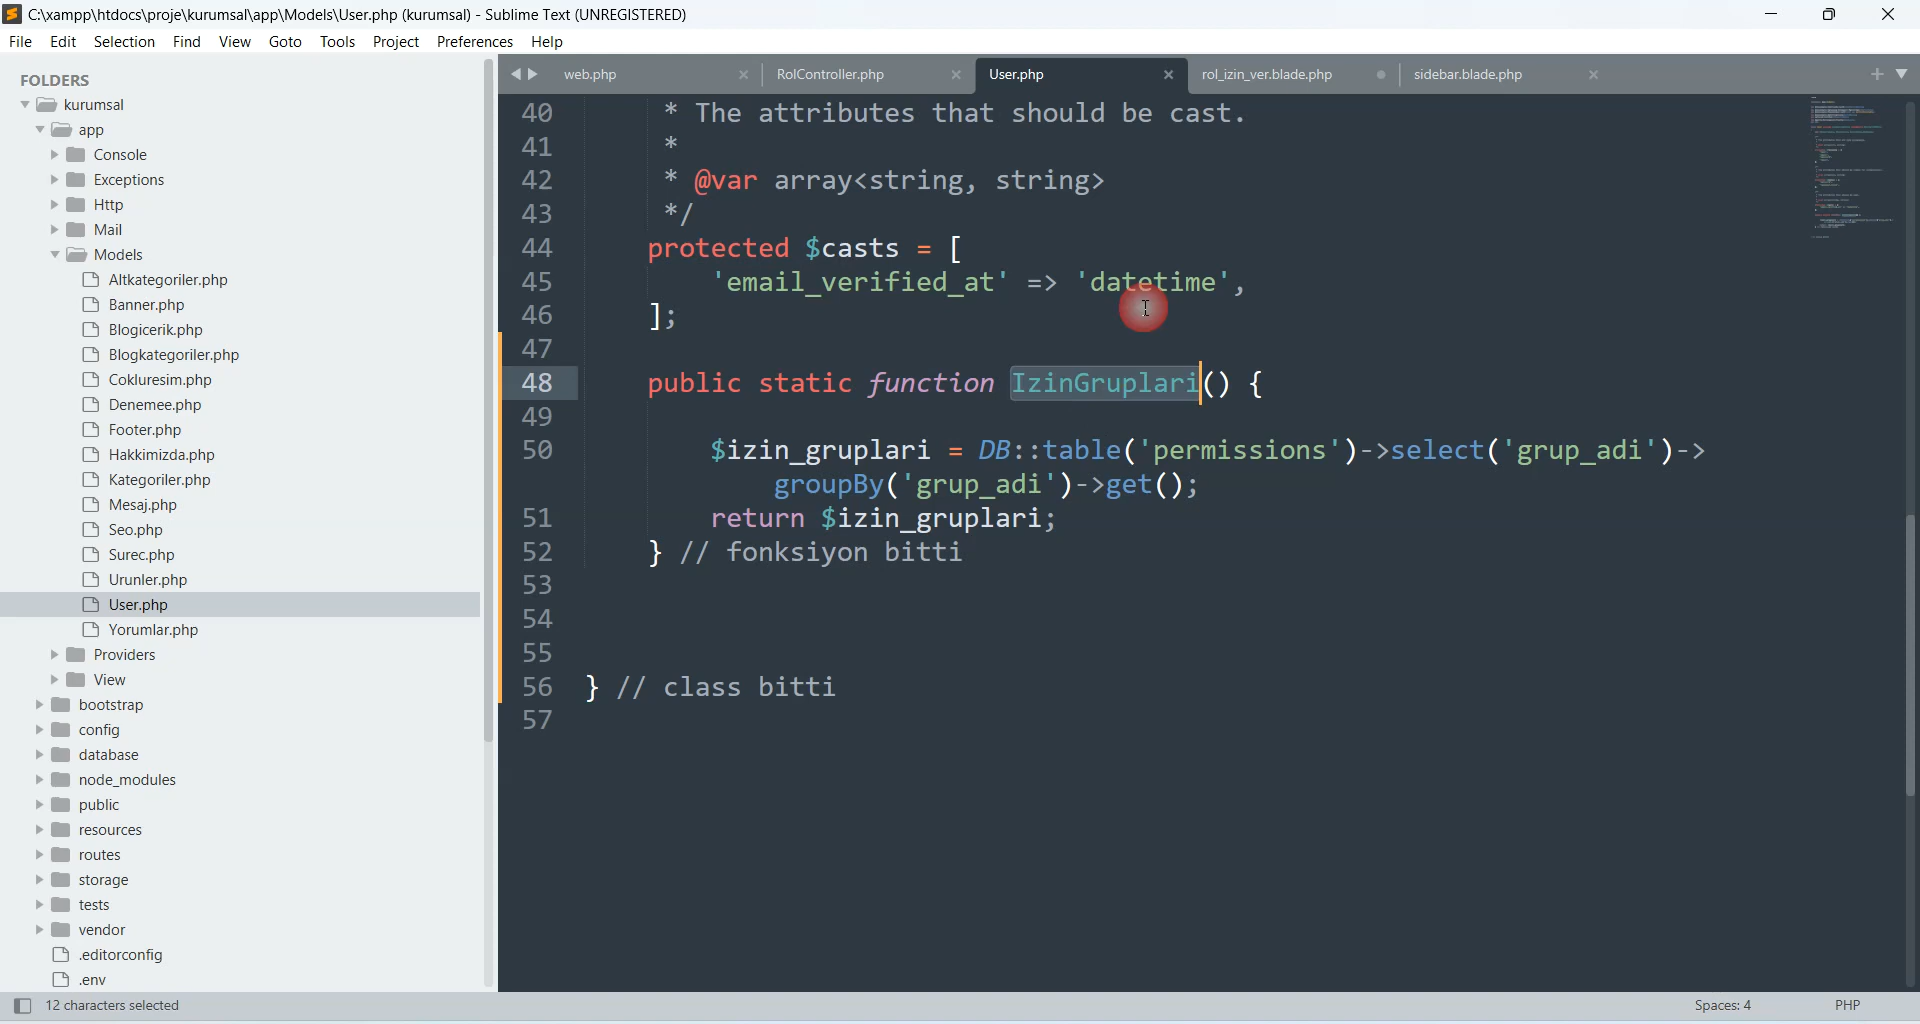 C:\xampp\htdocs\proje\kurumsal\app\Models\User.php (kurumsal) - Sublime Text (UNREGISTERED)
File Edit Selection Find View Goto Tools Project Preferences Help
FOLDERS
kurumsal
app
Console
Exceptions
Http
Mail
Models
Altkategoriler.php
Banner.php
Blogicerik.php
Blogkategoriler.php
Cokluresim.php
Denemee.php
Footer.php
Hakkimizda.php
Kategoriler.php
Mesaj.php
Seo.php
Surec.php
Urunler.php
User.php
Yorumlar.php
Providers
View
bootstrap
config
database
node_modules
public
resources
routes
storage
tests
vendor
.editorconfig
.env
web.php RolController.php User.php rol_izin_ver.blade.php sidebar.blade.php
40 * The attributes that should be cast.
41 *
42 * @var array<string, string>
43 */
44 protected $casts = [
45 'email_verified_at' => 'datetime',
46 ];
47
48 public static function IzinGruplari() {
49
50 $izin_gruplari = DB::table('permissions')->select('grup_adi')->
groupBy('grup_adi')->get();
51 return $izin_gruplari;
52 } // fonksiyon bitti
53
54
55
56 } // class bitti
57
12 characters selected Spaces: 4 PHP